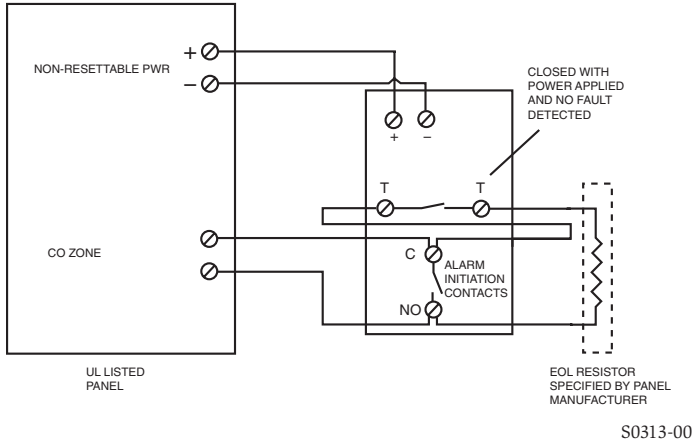 NON-RESETTABLE PWR
+
–
CLOSED WITH
POWER APPLIED
AND NO FAULT
DETECTED
+ –
T T
CO ZONE
C
ALARM
INITIATION
CONTACTS
NO
UL LISTED
PANEL
EOL RESISTOR
SPECIFIED BY PANEL
MANUFACTURER
S0313-00